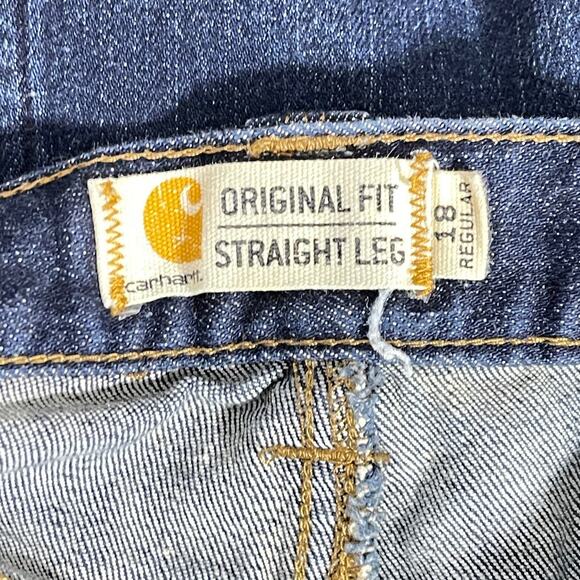 ORIGINAL FIT
STRAIGHT LEG
carhartt
18
REGULAR